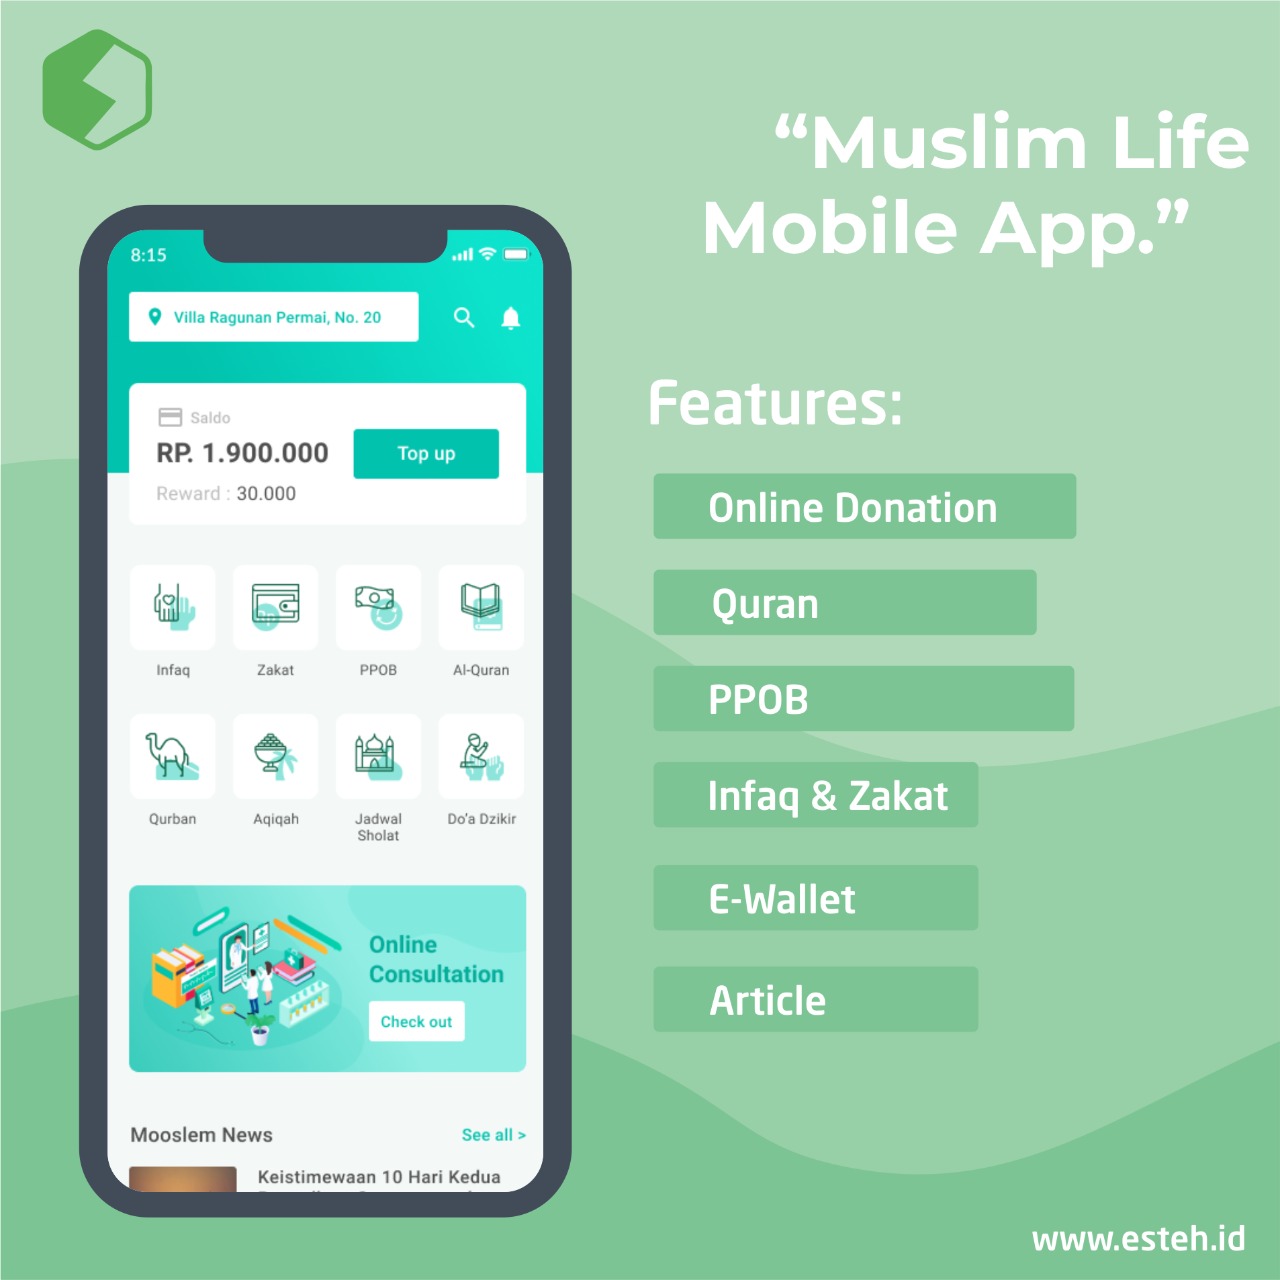 “Muslim Life
Mobile App.”
8:15
Villa Ragunan Permai, No. 20
Saldo
RP. 1.900.000
Top up
Reward : 30.000
Infaq
Zakat
PPOB
Al-Quran
Qurban
Aqiqah
Jadwal
Sholat
Do'a Dzikir
Online
Consultation
Check out
Mooslem News
See all >
Keistimewaan 10 Hari Kedua
Features:
Online Donation
Quran
PPOB
Infaq & Zakat
E-Wallet
Article
www.esteh.id